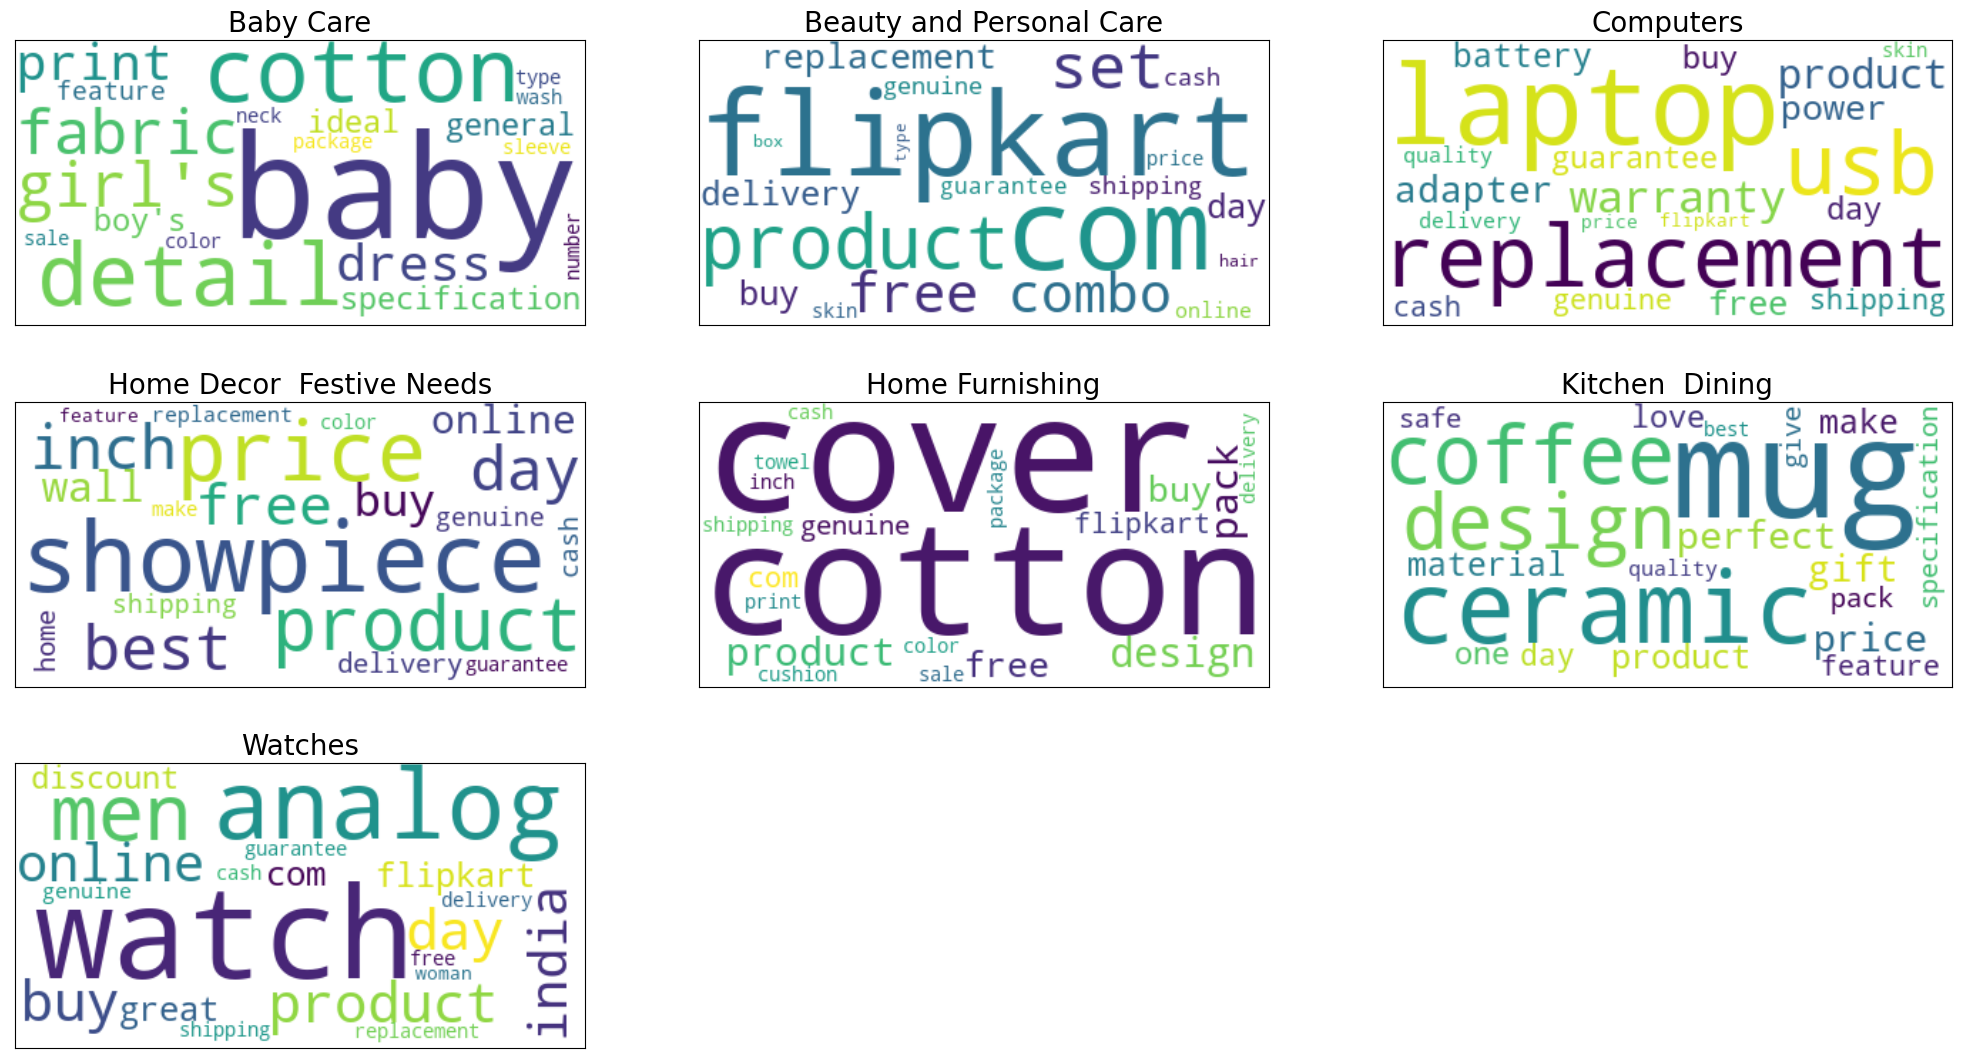 Baby Care
print cotton type
feature wash
fabric neck ideal general
package sleeve
girl's baby
boy's
sale color number
detail dress
specification
Beauty and Personal Care
replacement set cash
genuine
flipkart
box type price
delivery guarantee shipping day
product com
hair
buy free combo
skin online
Computers
battery buy skin
laptop product
power
quality guarantee usb
adapter warranty day
delivery price flipkart
replacement
cash genuine free shipping
Home Decor  Festive Needs
feature replacement color online
inch price
wall day
make free buy genuine
showpiece cash
shipping
home best product
delivery guarantee
Home Furnishing
cash
cover
towel package pack delivery
inch buy
shipping genuine flipkart
cotton
com
print
product color free design
cushion sale
Kitchen  Dining
safe love best give make
coffee mug specification
design perfect
material quality gift
ceramic pack
price
one day product feature
Watches
discount analog
men
online guarantee
cash com flipkart
genuine delivery
watch day india
free
woman
buy great product
shipping replacement